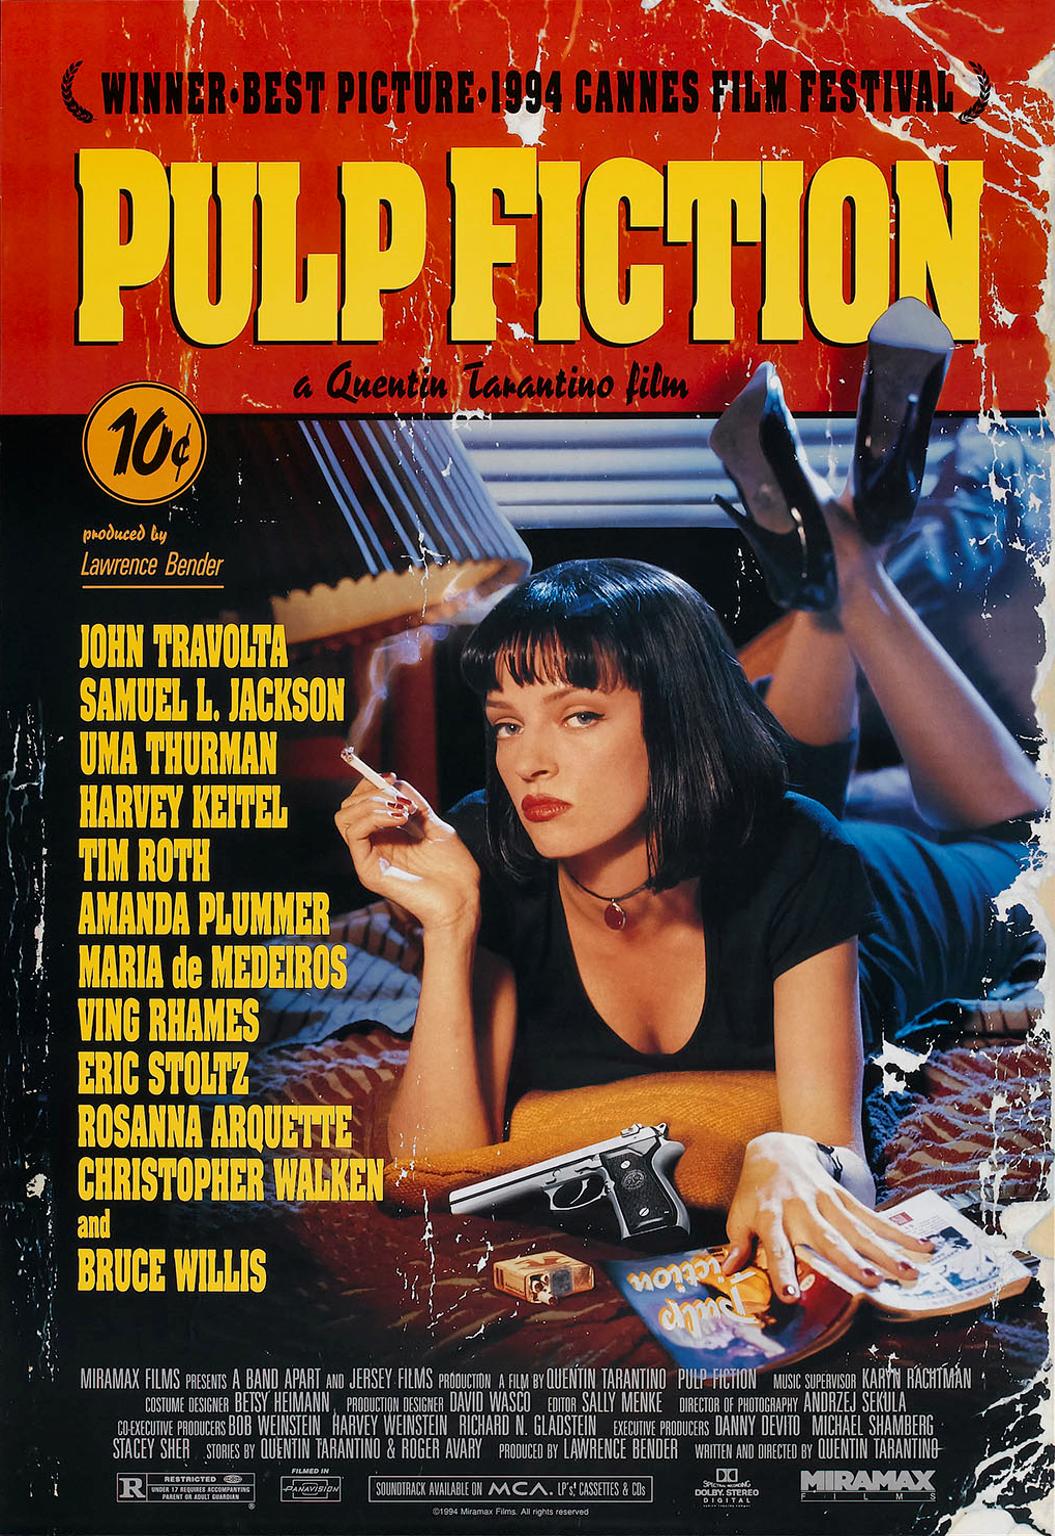 WINNER•BEST PICTURE•1994 CANNES FILM FESTIVAL
PULP FICTION
a Quentin Tarantino film
10¢
produced by
Lawrence Bender
JOHN TRAVOLTA
SAMUEL L. JACKSON
UMA THURMAN
HARVEY KEITEL
TIM ROTH
AMANDA PLUMMER
MARIA de MEDEIROS
VING RHAMES
ERIC STOLTZ
ROSANNA ARQUETTE
CHRISTOPHER WALKEN
and
BRUCE WILLIS
Pulp
Fiction
MIRAMAX FILMS PRESENTS A BAND APART AND JERSEY FILMS PRODUCTION A FILM BY QUENTIN TARANTINO PULP FICTION MUSIC SUPERVISOR KARYN RACHTMAN
COSTUME DESIGNER BETSY HEIMANN PRODUCTION DESIGNER DAVID WASCO EDITOR SALLY MENKE DIRECTOR OF PHOTOGRAPHY ANDRZEJ SEKULA
CO-EXECUTIVE PRODUCERS BOB WEINSTEIN HARVEY WEINSTEIN RICHARD N. GLADSTEIN EXECUTIVE PRODUCERS DANNY DEVITO MICHAEL SHAMBERG
STACEY SHER STORIES BY QUENTIN TARANTINO & ROGER AVARY PRODUCED BY LAWRENCE BENDER WRITTEN AND DIRECTED BY QUENTIN TARANTINO
R RESTRICTED
UNDER 17 REQUIRES ACCOMPANYING
PARENT OR ADULT GUARDIAN
®
FILMED IN
PANAVISION
SOUNDTRACK AVAILABLE ON MCA. LP's, CASSETTES & CDs
DOLBY STEREO
DIGITAL
MIRAMAX
FILMS
©1994 Miramax Films. All rights reserved